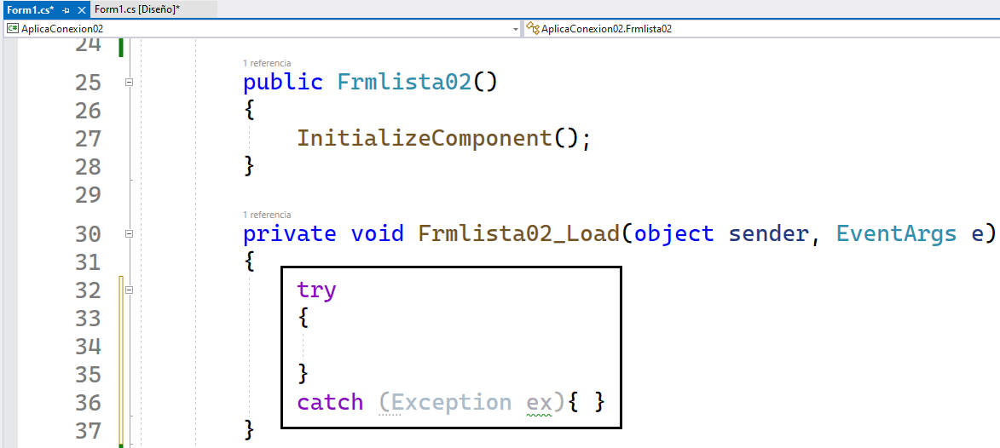 Form1.cs* Form1.cs [Diseño]*
C# AplicaConexion02 AplicaConexion02.Frmlista02
24
1 referencia
25 public Frmlista02()
26 {
27 InitializeComponent();
28 }
29
1 referencia
30 private void Frmlista02_Load(object sender, EventArgs e)
31 {
32 try
33 {
34
35 }
36 catch (Exception ex){ }
37 }